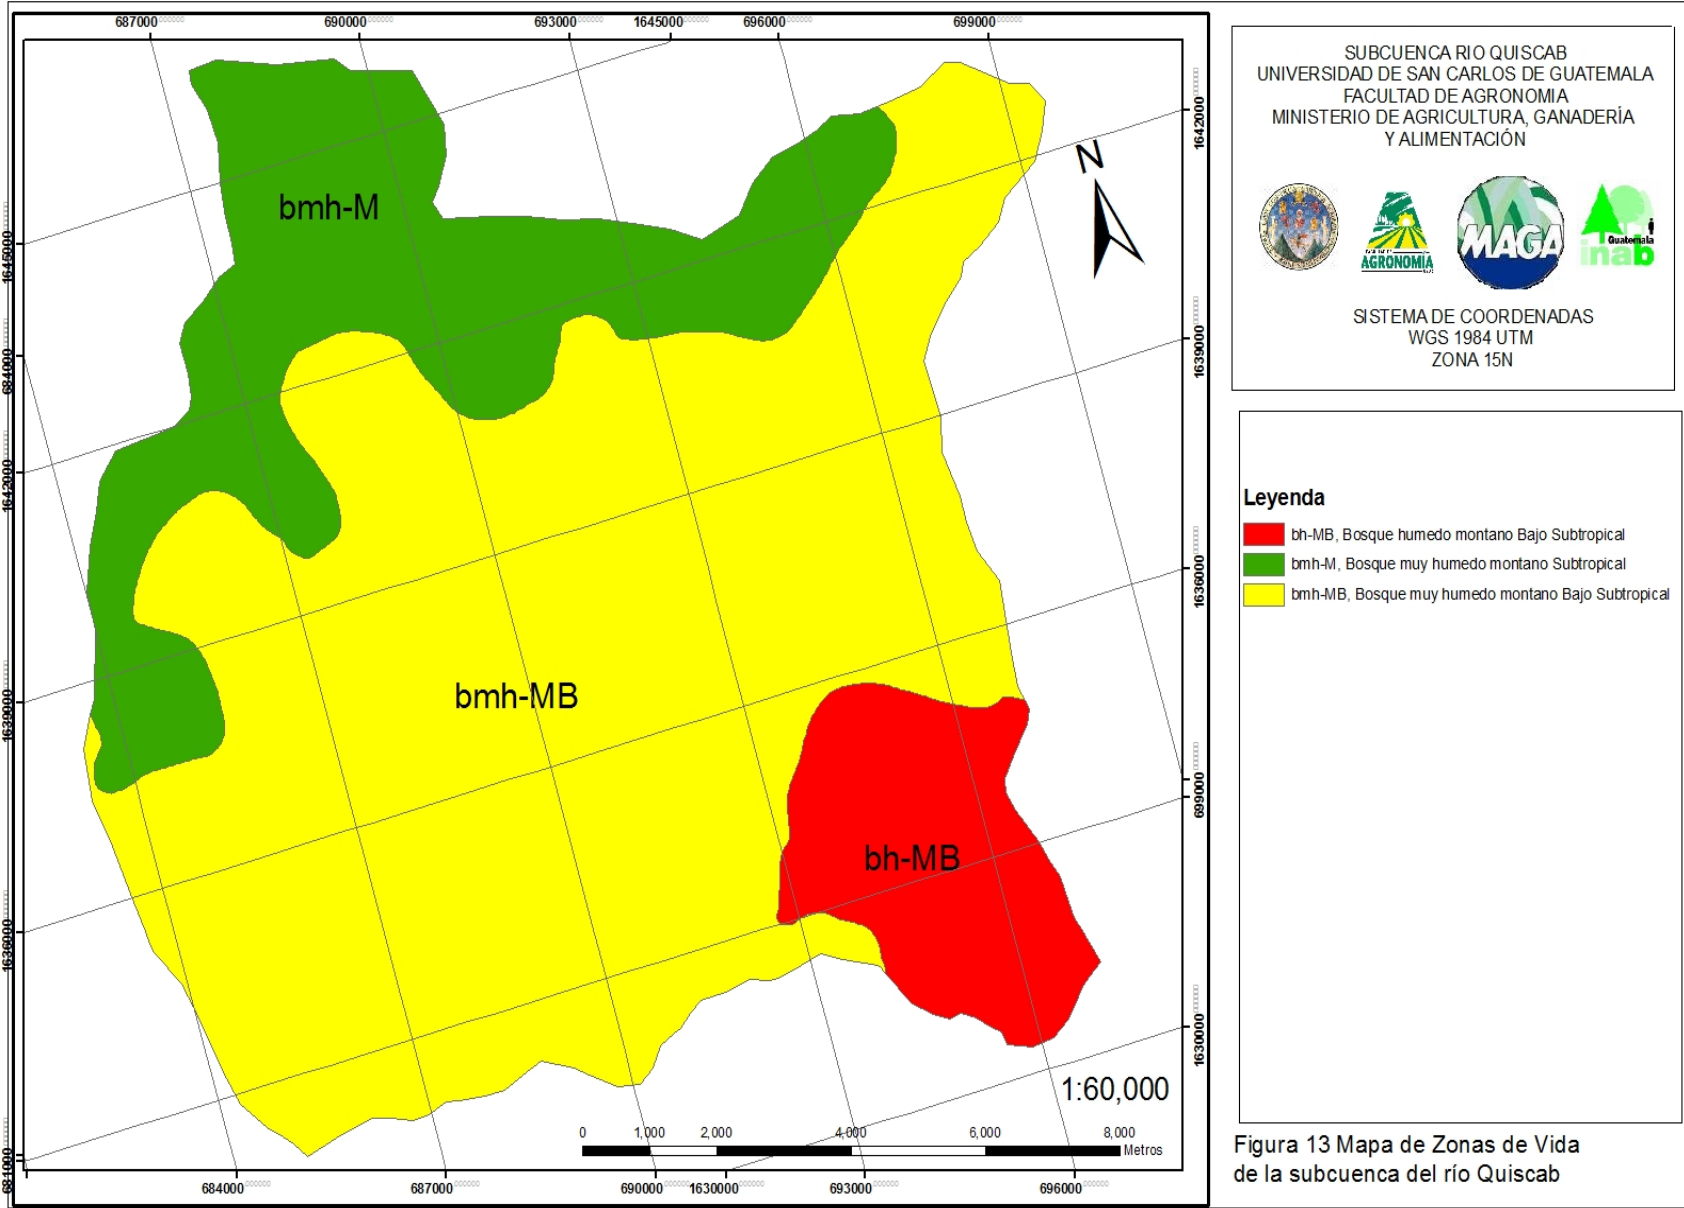 687000
690000
693000
1645000
696000
699000
SUBCUENCA RIO QUISCAB
UNIVERSIDAD DE SAN CARLOS DE GUATEMALA
FACULTAD DE AGRONOMIA
MINISTERIO DE AGRICULTURA, GANADERÍA
Y ALIMENTACIÓN
AGRONOMIA
MAGA
Guatemala
inab
SISTEMA DE COORDENADAS
WGS 1984 UTM
ZONA 15N
N
bmh-M
bmh-MB
bh-MB
1645000
684000
1642000
1639000
1636000
681000
1642000
1639000
1636000
699000
1630000
Leyenda
bh-MB, Bosque humedo montano Bajo Subtropical
bmh-M, Bosque muy humedo montano Subtropical
bmh-MB, Bosque muy humedo montano Bajo Subtropical
1:60,000
0 1,000 2,000 4,000 6,000 8,000
Metros
684000
687000
690000
1630000
693000
696000
Figura 13 Mapa de Zonas de Vida
de la subcuenca del río Quiscab